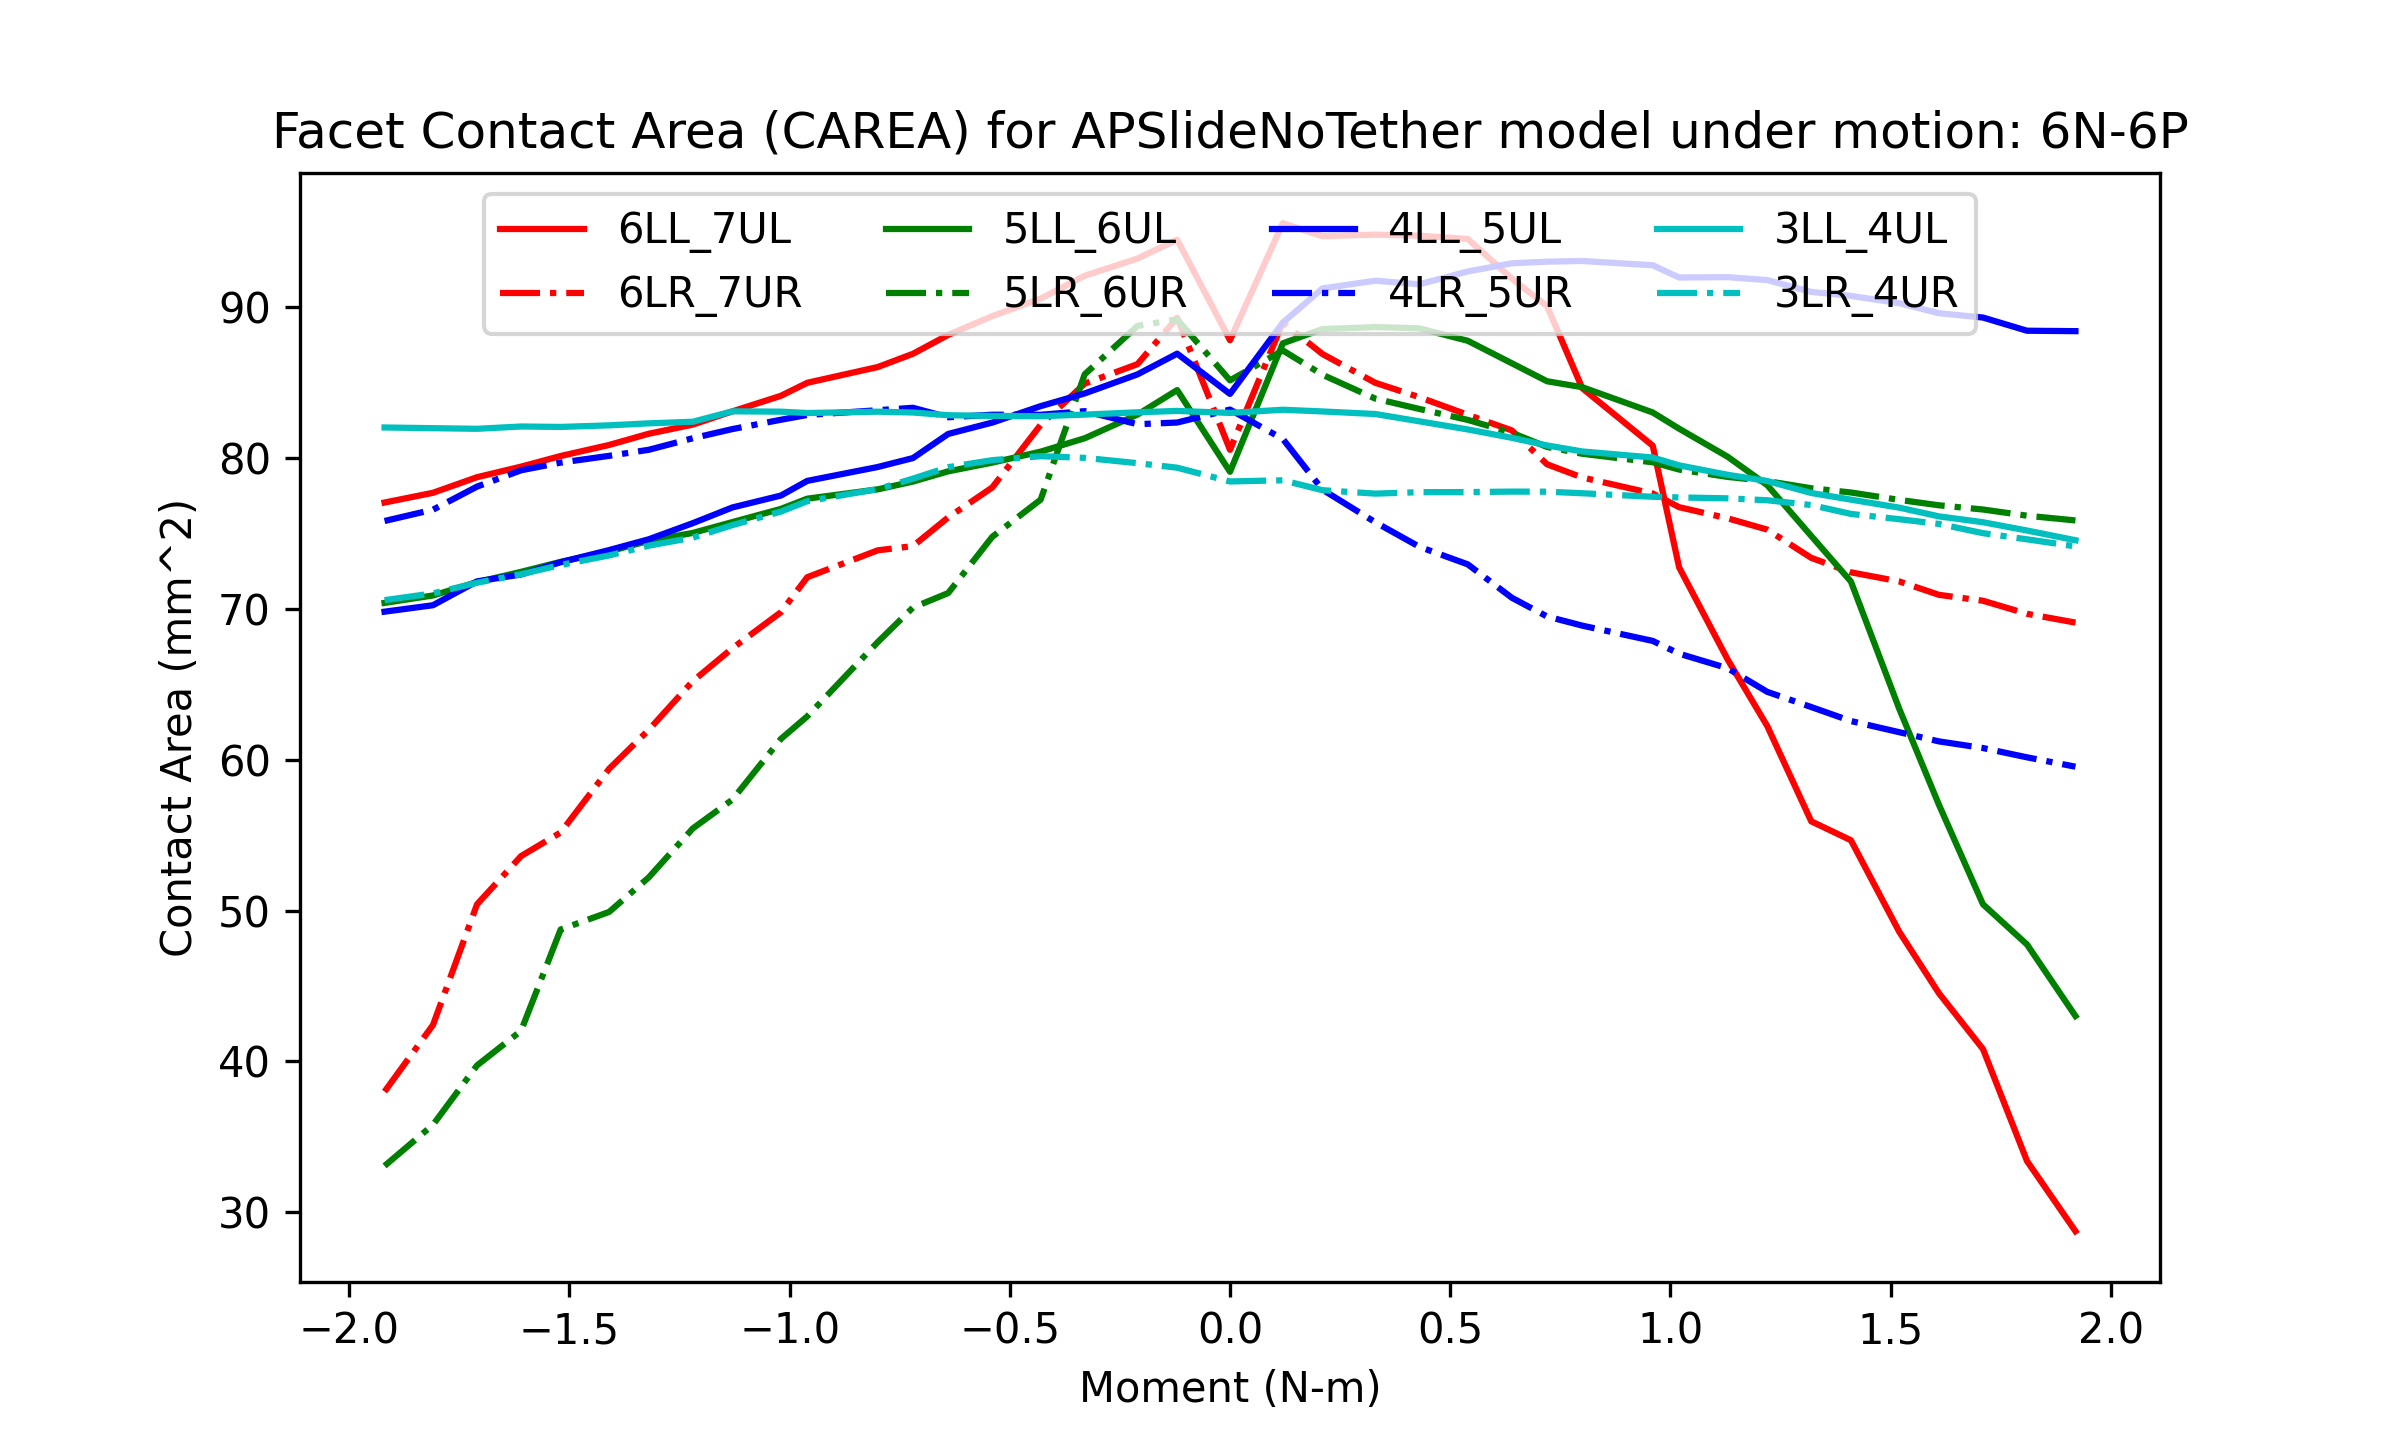 Facet Contact Area (CAREA) for APSlideNoTether model under motion: 6N-6P
6LL_7UL 5LL_6UL 4LL_5UL 3LL_4UL
6LR_7UR 5LR_6UR 4LR_5UR 3LR_4UR
90
80
70
60
50
40
30
Contact Area (mm^2)
−2.0 −1.5 −1.0 −0.5 0.0 0.5 1.0 1.5 2.0
Moment (N-m)